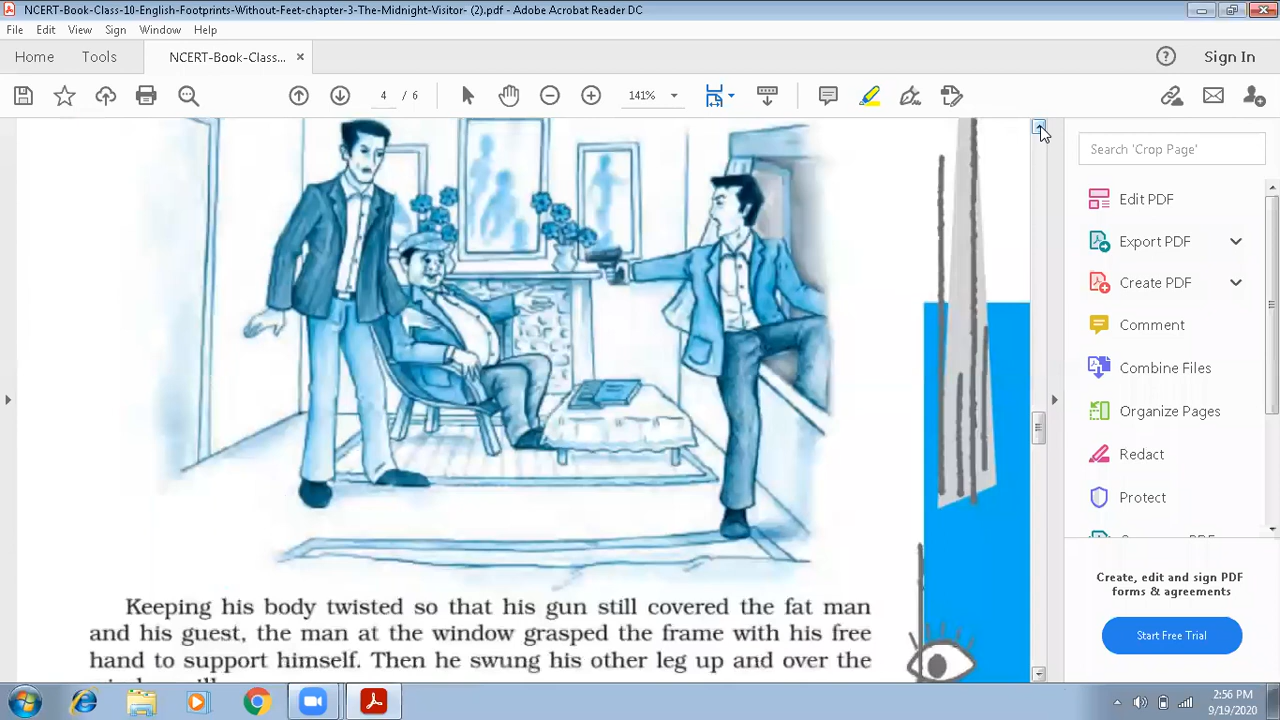 NCERT-Book-Class-10-English-Footprints-Without-Feet-chapter-3-The-Midnight-Visitor- (2).pdf - Adobe Acrobat Reader DC
File Edit View Sign Window Help
Home Tools NCERT-Book-Class... × Sign In
4 / 6 141%
Search 'Crop Page'
Edit PDF
Export PDF
Create PDF
Comment
Combine Files
Organize Pages
Redact
Protect
Create, edit and sign PDF
forms & agreements
Start Free Trial
Keeping his body twisted so that his gun still covered the fat man
and his guest, the man at the window grasped the frame with his free
hand to support himself. Then he swung his other leg up and over the
2:56 PM
9/19/2020